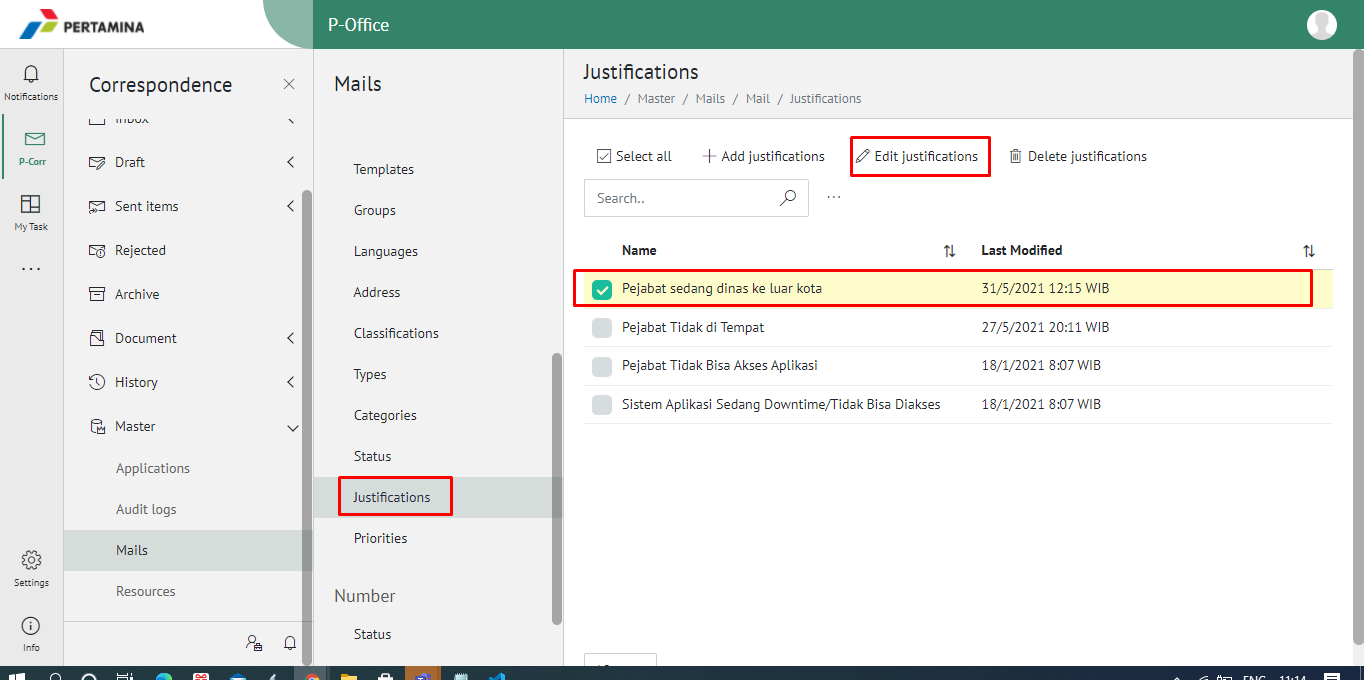 PERTAMINA
P-Office
Notifications
P-Corr
My Task
...
Settings
Info
Correspondence
Inbox
Draft
Sent items
Rejected
Archive
Document
History
Master
Applications
Audit logs
Mails
Resources
Mails
Templates
Groups
Languages
Address
Classifications
Types
Categories
Status
Justifications
Priorities
Number
Status
Justifications
Home / Master / Mails / Mail / Justifications
Select all Add justifications Edit justifications Delete justifications
Search.. ...
Name Last Modified
Pejabat sedang dinas ke luar kota 31/5/2021 12:15 WIB
Pejabat Tidak di Tempat 27/5/2021 20:11 WIB
Pejabat Tidak Bisa Akses Aplikasi 18/1/2021 8:07 WIB
Sistem Aplikasi Sedang Downtime/Tidak Bisa Diakses 18/1/2021 8:07 WIB
ENG 11:14